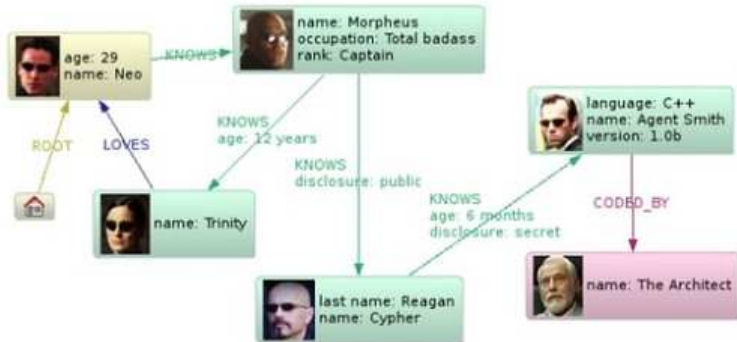 name: Morpheus
occupation: Total badass
rank: Captain
age: 29
name: Neo
KNOWS
language: C++
name: Agent Smith
version: 1.0b
KNOWS
age: 12 years
ROOT
LOVES
KNOWS
disclosure: public
name: Trinity
KNOWS
age: 6 months
disclosure: secret
CODED_BY
name: The Architect
last name: Reagan
name: Cypher